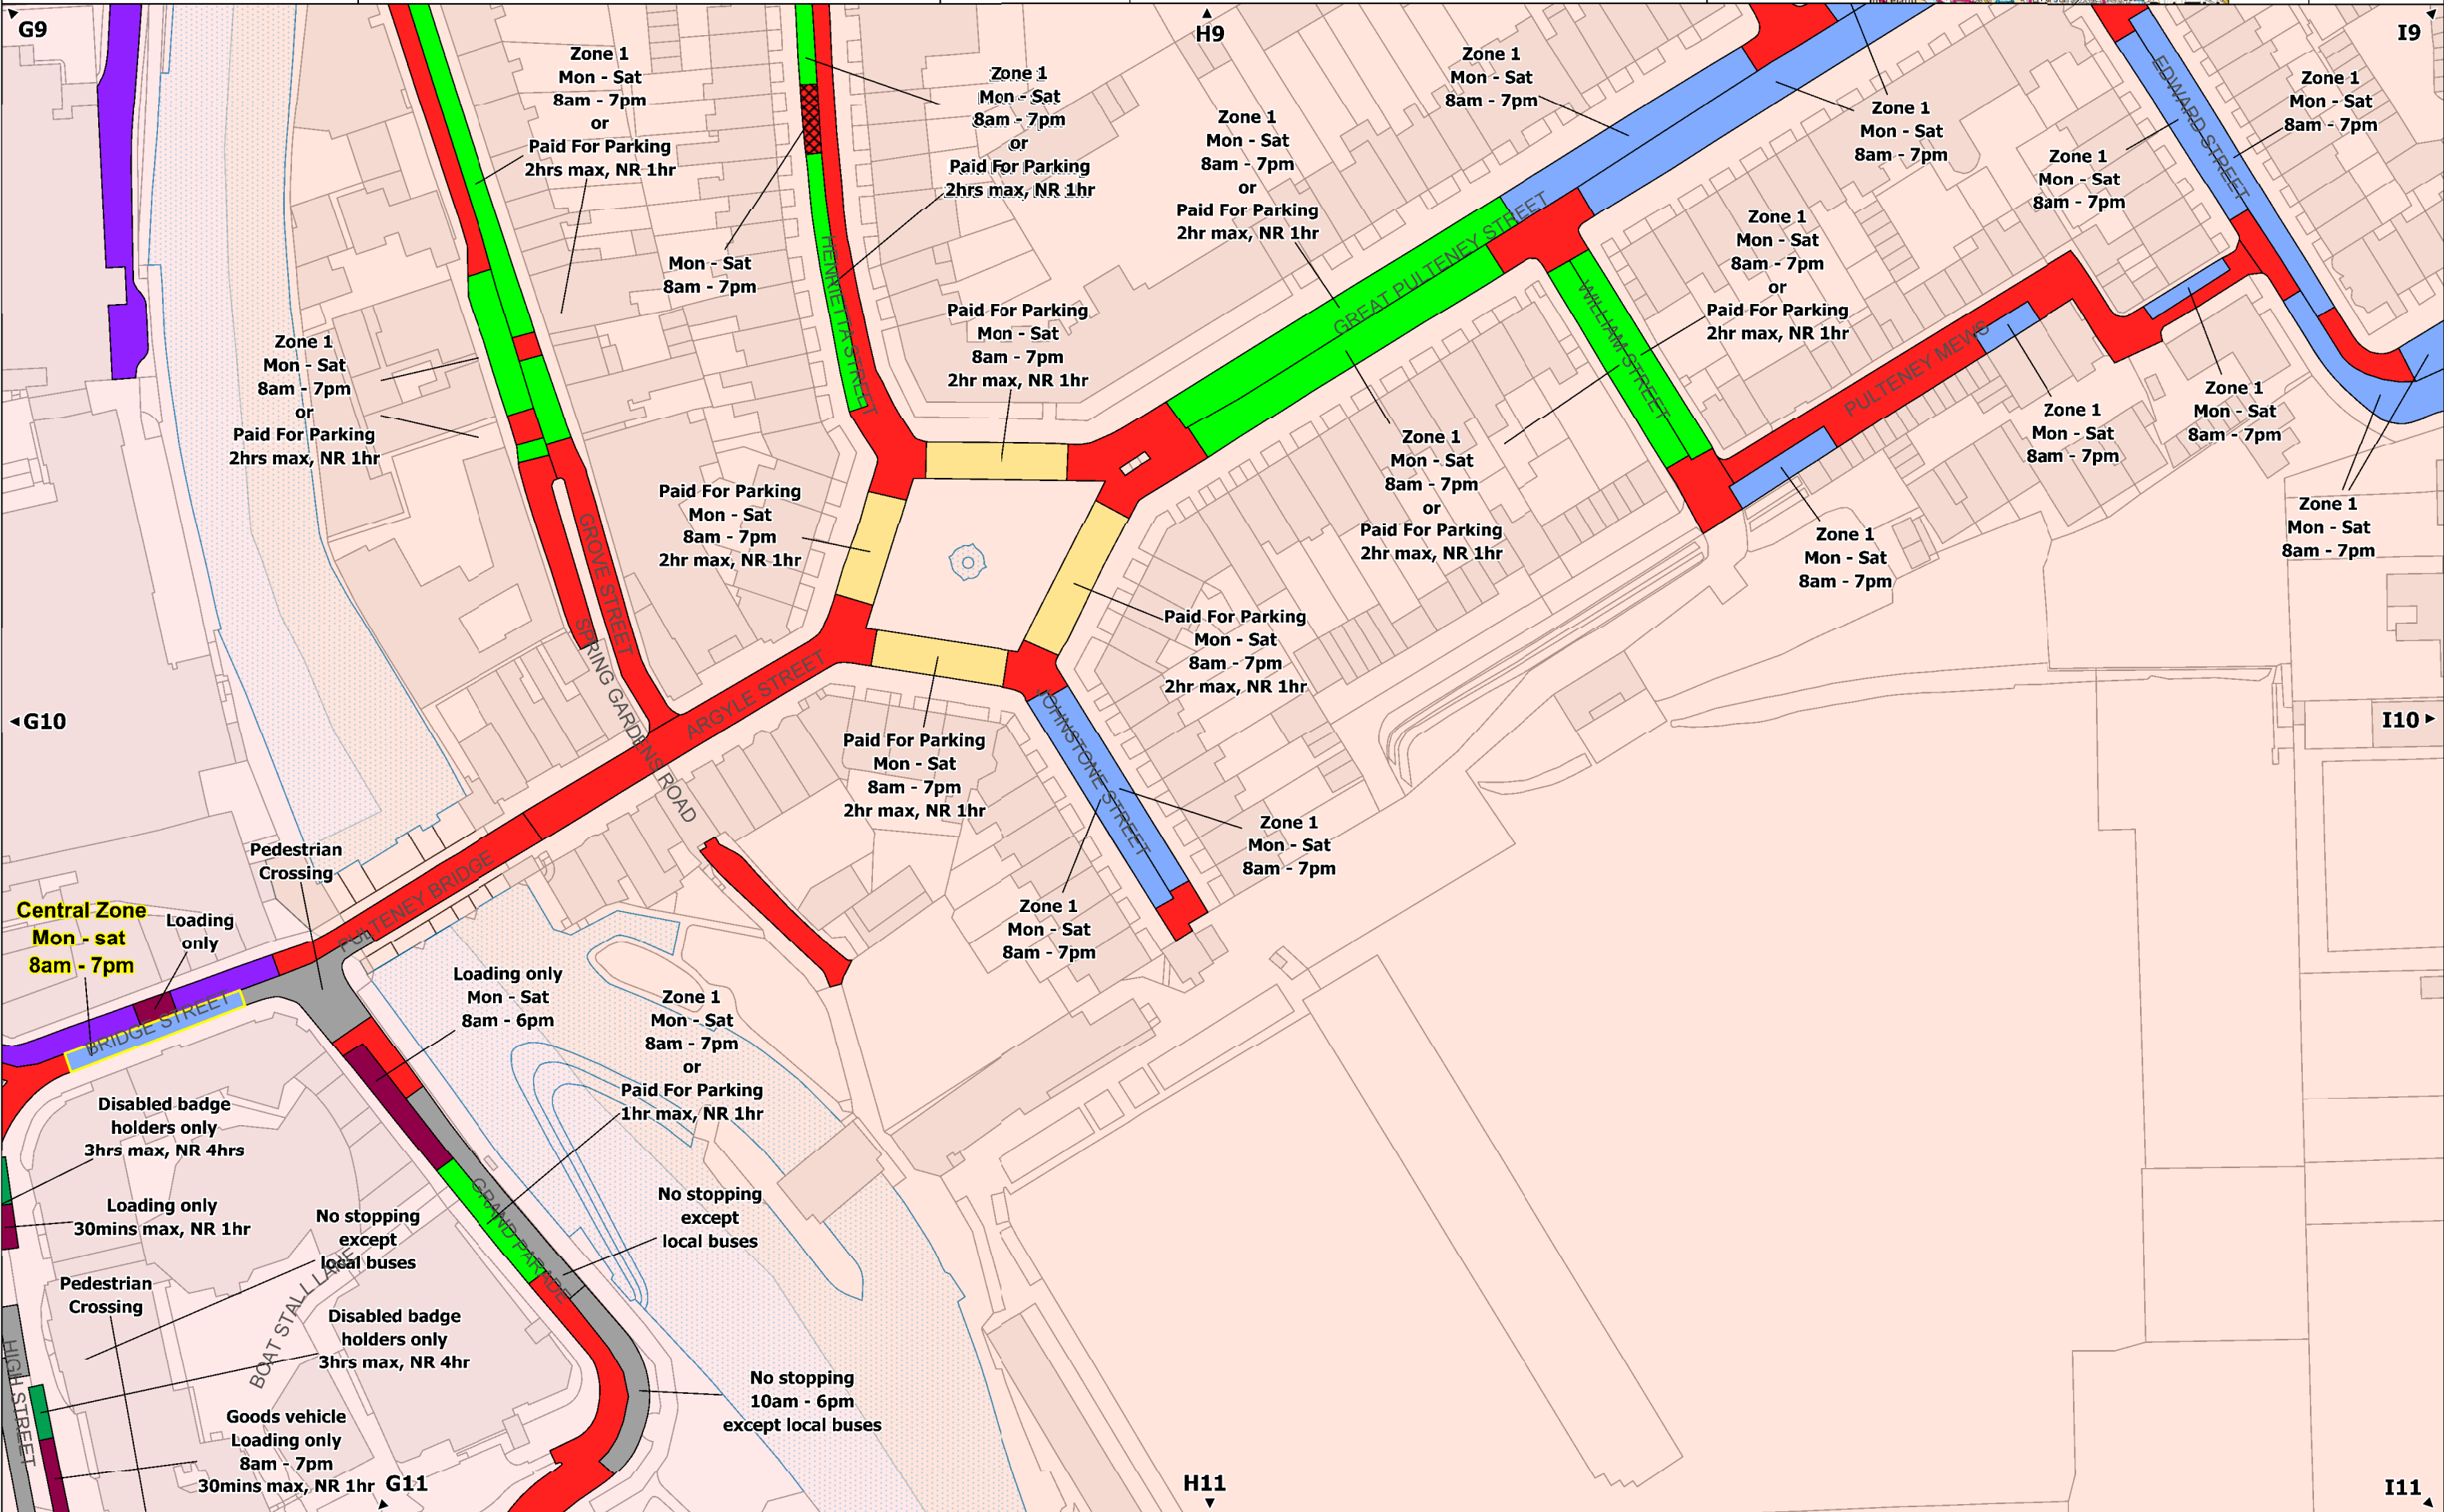 G9
H9
I9
Zone 1
Mon - Sat
8am - 7pm
or
Paid For Parking
2hrs max, NR 1hr
Zone 1
Mon - Sat
8am - 7pm
or
Paid For Parking
2hrs max, NR 1hr
Zone 1
Mon - Sat
8am - 7pm
or
Paid For Parking
2hr max, NR 1hr
Zone 1
Mon - Sat
8am - 7pm
Zone 1
Mon - Sat
8am - 7pm
EDWARD STREET
Zone 1
Mon - Sat
8am - 7pm
Zone 1
Mon - Sat
8am - 7pm
Zone 1
Mon - Sat
8am - 7pm
or
Paid For Parking
2hr max, NR 1hr
Mon - Sat
8am - 7pm
HENRIETTA STREET
GREAT PULTENEY STREET
WILLIAM STREET
PULTENEY MEWS
Zone 1
Mon - Sat
8am - 7pm
or
Paid For Parking
2hrs max, NR 1hr
Paid For Parking
Mon - Sat
8am - 7pm
2hr max, NR 1hr
Zone 1
Mon - Sat
8am - 7pm
or
Paid For Parking
2hr max, NR 1hr
Zone 1
Mon - Sat
8am - 7pm
Zone 1
Mon - Sat
8am - 7pm
Zone 1
Mon - Sat
8am - 7pm
Zone 1
Mon - Sat
8am - 7pm
Paid For Parking
Mon - Sat
8am - 7pm
2hr max, NR 1hr
GROVE STREET
SPRING GARDENS ROAD
ARGYLE STREET
Paid For Parking
Mon - Sat
8am - 7pm
2hr max, NR 1hr
G10
I10
Paid For Parking
Mon - Sat
8am - 7pm
2hr max, NR 1hr
JOHNSTONE STREET
Zone 1
Mon - Sat
8am - 7pm
Zone 1
Mon - Sat
8am - 7pm
Pedestrian
Crossing
PULTENEY BRIDGE
Central Zone
Mon - sat
8am - 7pm
Loading
only
BRIDGE STREET
Loading only
Mon - Sat
8am - 6pm
Zone 1
Mon - Sat
8am - 7pm
or
Paid For Parking
1hr max, NR 1hr
Disabled badge
holders only
3hrs max, NR 4hrs
Loading only
30mins max, NR 1hr
No stopping
except
local buses
GRAND PARADE
No stopping
except
local buses
Pedestrian
Crossing
BOAT STALL LANE
Disabled badge
holders only
3hrs max, NR 4hr
HIGH STREET
No stopping
10am - 6pm
except local buses
Goods vehicle
Loading only
8am - 7pm
30mins max, NR 1hr
G11
H11
I11